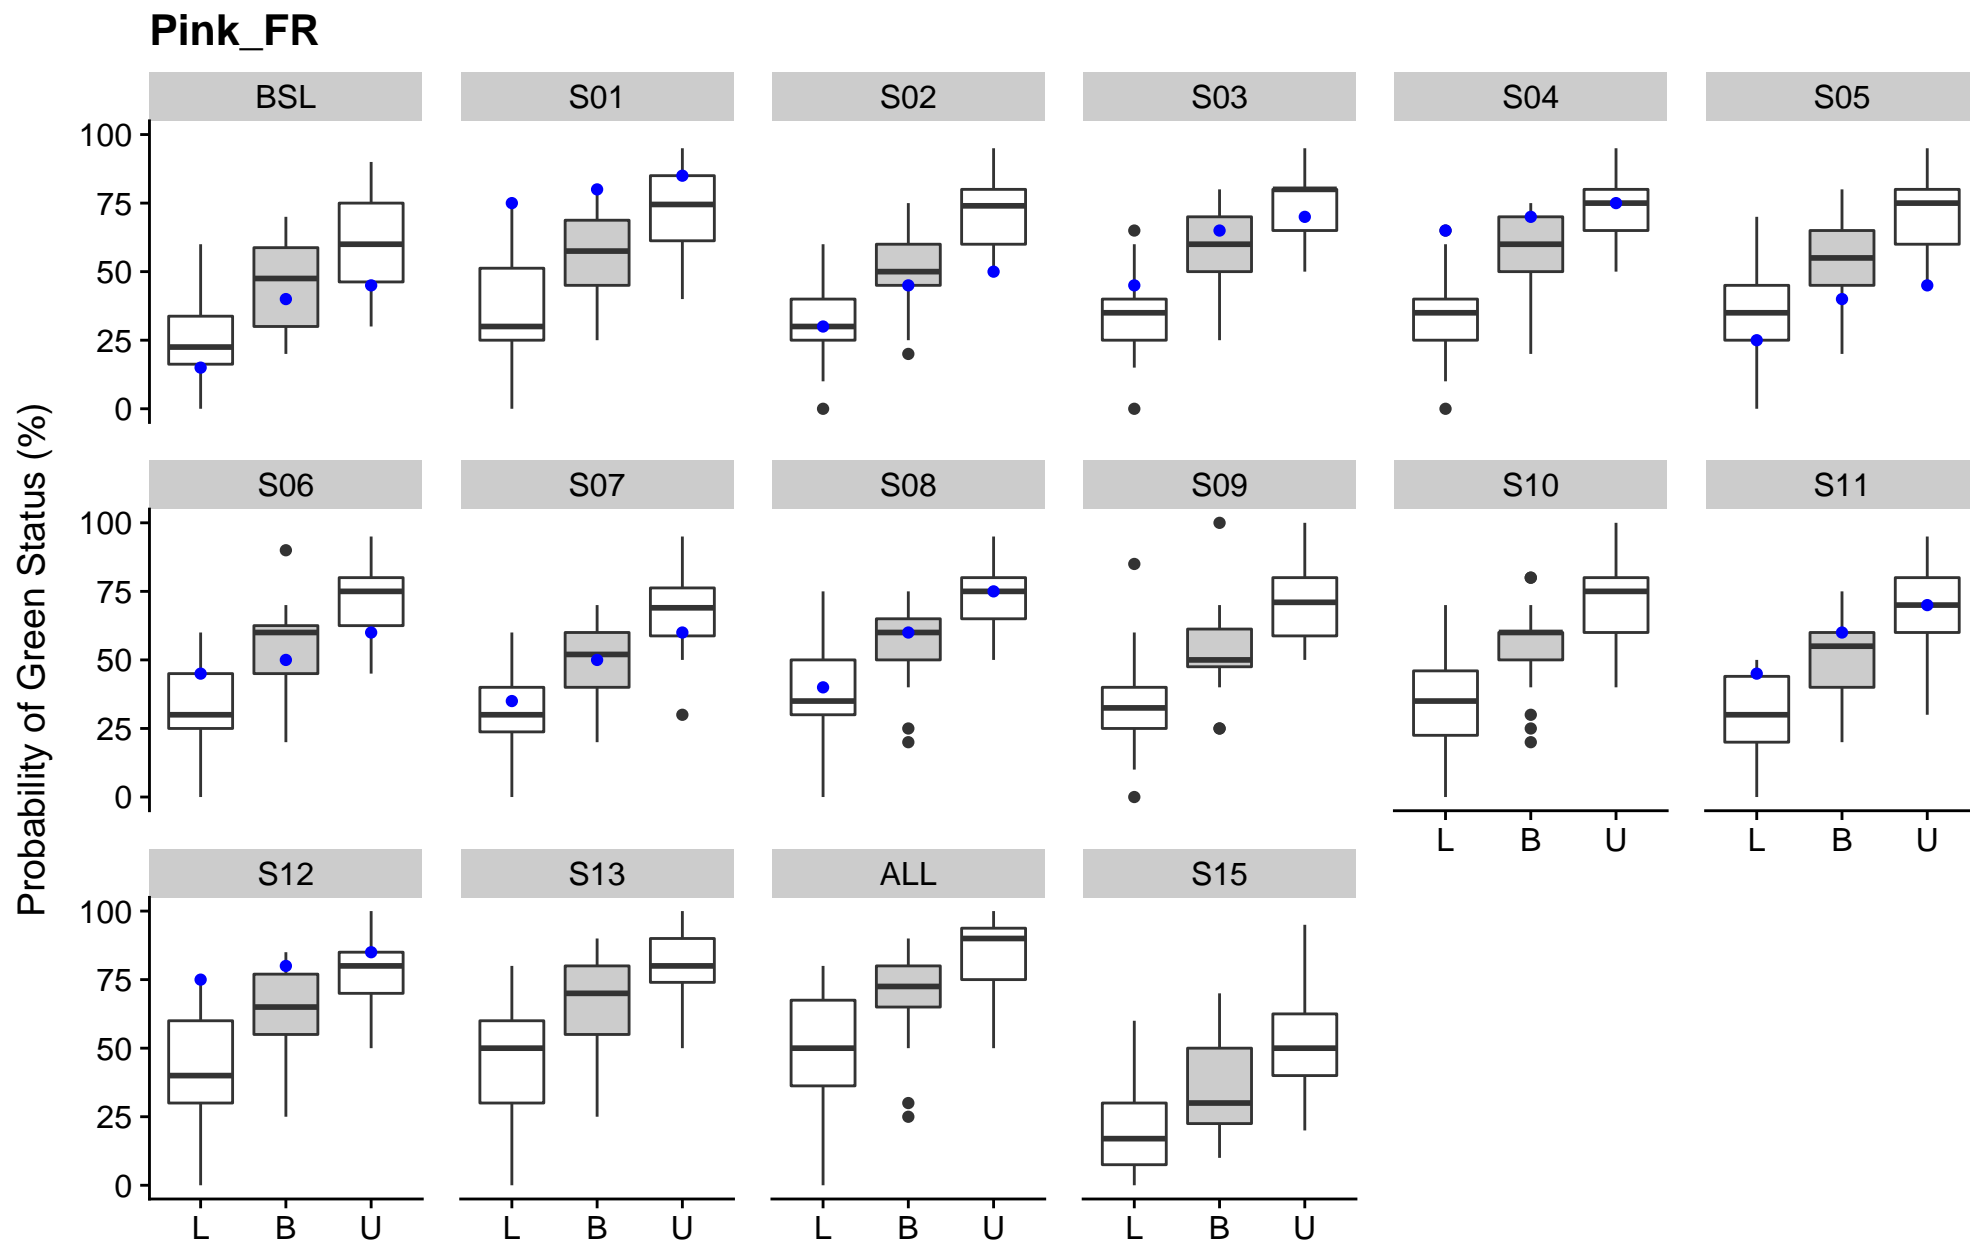 Pink_FR
BSL S01 S02 S03 S04 S05
100
75
50
25
0
S06 S07 S08 S09 S10 S11
100
75
50
25
0
L B U L B U
S12 S13 ALL S15
100
75
50
25
0
L B U L B U L B U L B U
Probability of Green Status (%)